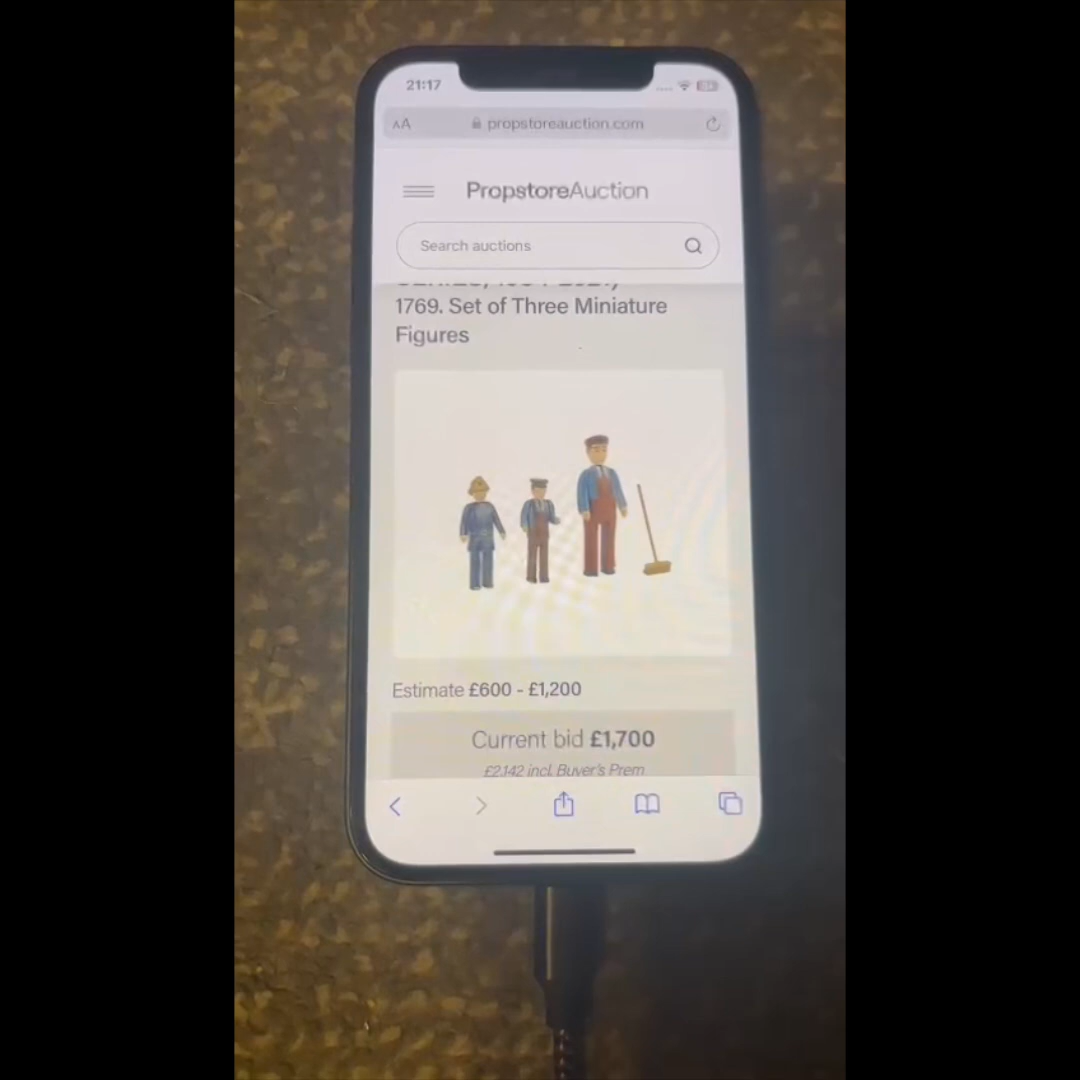 21:17
AA propstoreauction.com
PropstoreAuction
Search auctions
1769. Set of Three Miniature
Figures
Estimate £600 - £1,200
Current bid £1,700
£2,142 incl. Buyer's Prem